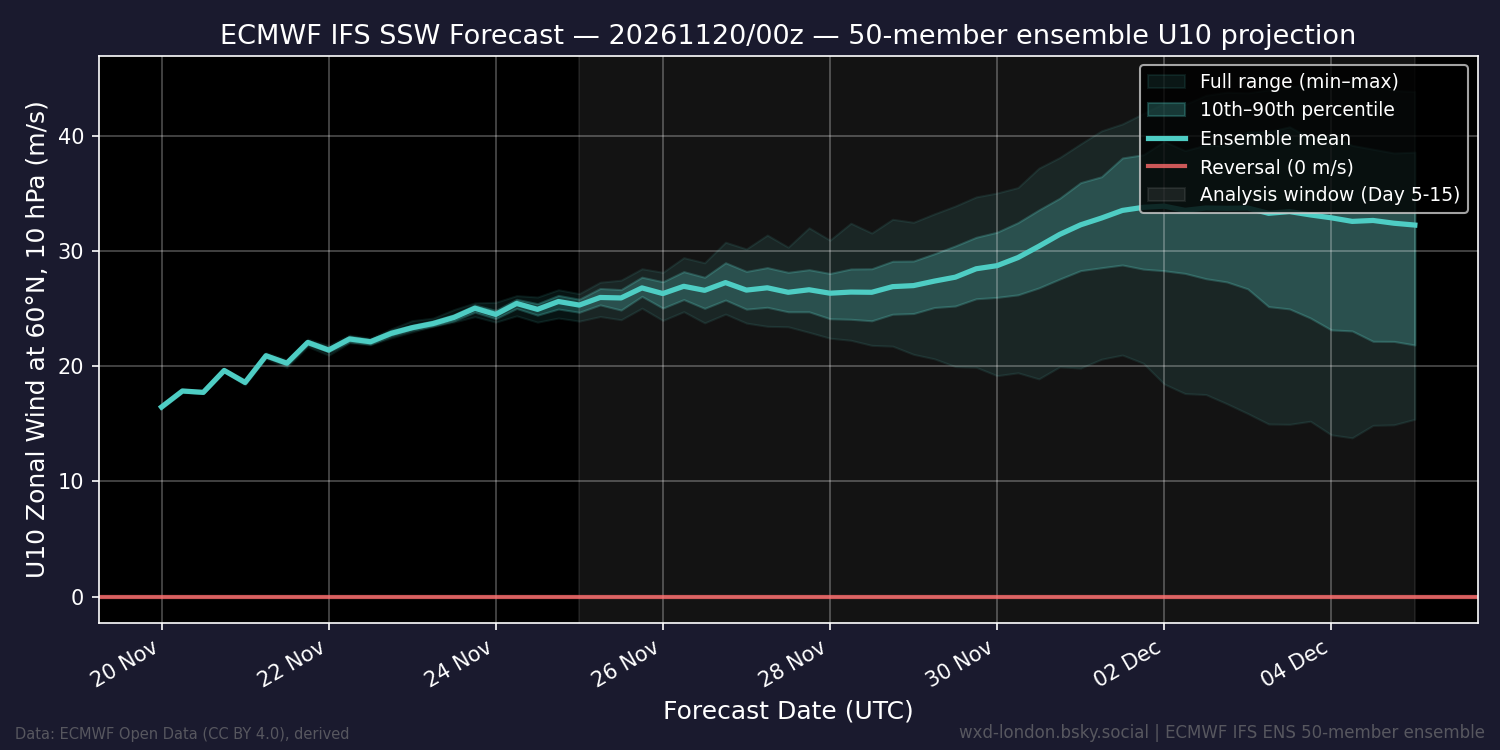 ECMWF IFS SSW Forecast — 20261120/00z — 50-member ensemble U10 projection
Full range (min–max)
10th–90th percentile
Ensemble mean
Reversal (0 m/s)
Analysis window (Day 5-15)
U10 Zonal Wind at 60°N, 10 hPa (m/s)
40
30
20
10
0
20 Nov
22 Nov
24 Nov
26 Nov
28 Nov
30 Nov
02 Dec
04 Dec
Forecast Date (UTC)
Data: ECMWF Open Data (CC BY 4.0), derived
wxd-london.bsky.social | ECMWF IFS ENS 50-member ensemble